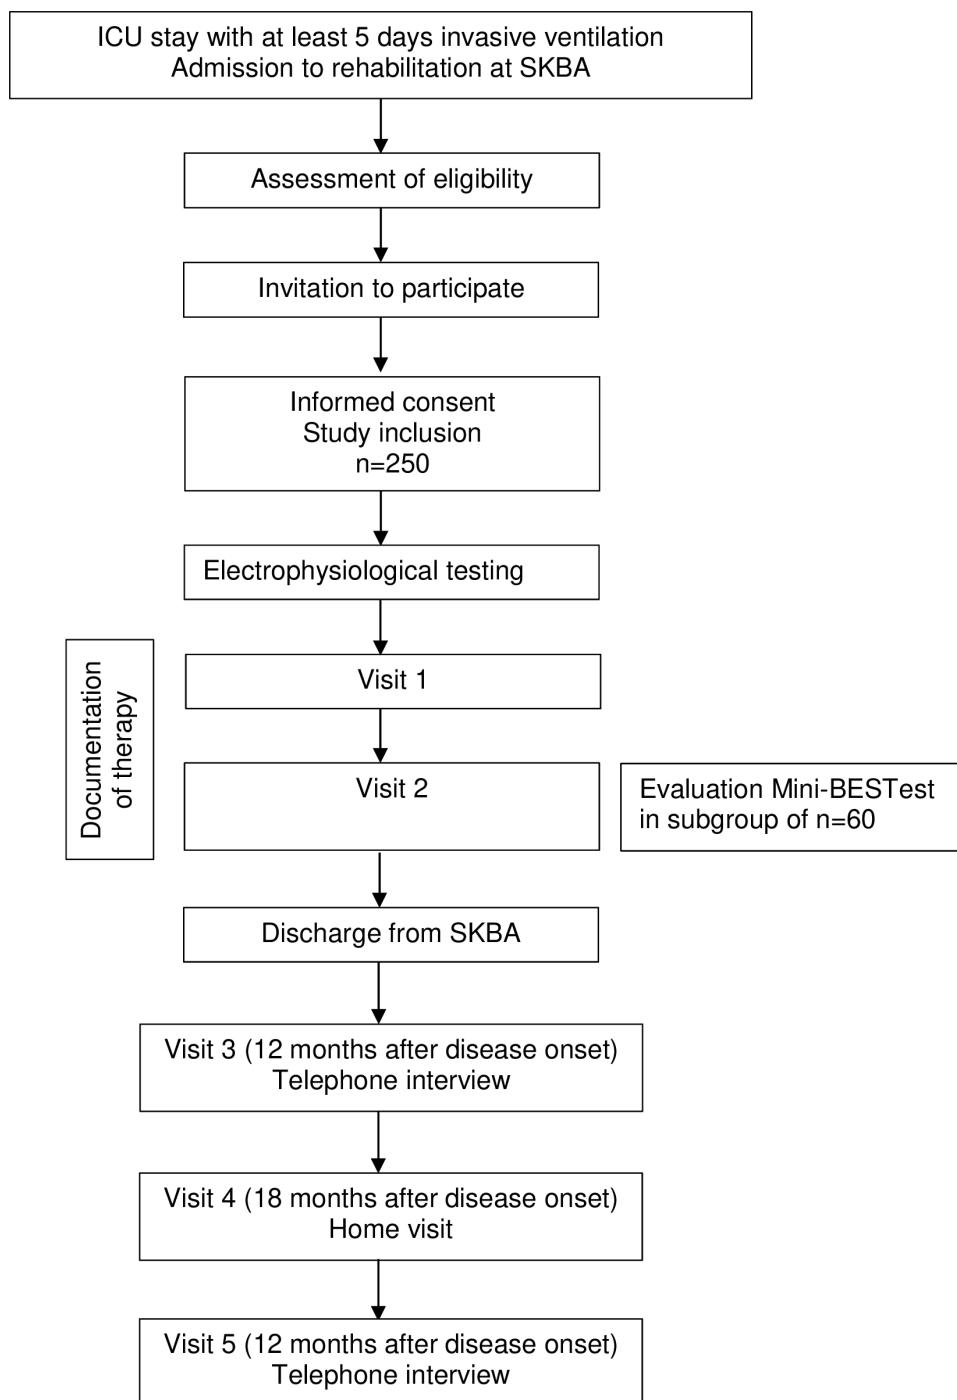 ICU stay with at least 5 days invasive ventilation
Admission to rehabilitation at SKBA
Assessment of eligibility
Invitation to participate
Informed consent
Study inclusion
n=250
Electrophysiological testing
Documentation
of therapy
Visit 1
Visit 2
Evaluation Mini-BESTest
in subgroup of n=60
Discharge from SKBA
Visit 3 (12 months after disease onset)
Telephone interview
Visit 4 (18 months after disease onset)
Home visit
Visit 5 (12 months after disease onset)
Telephone interview